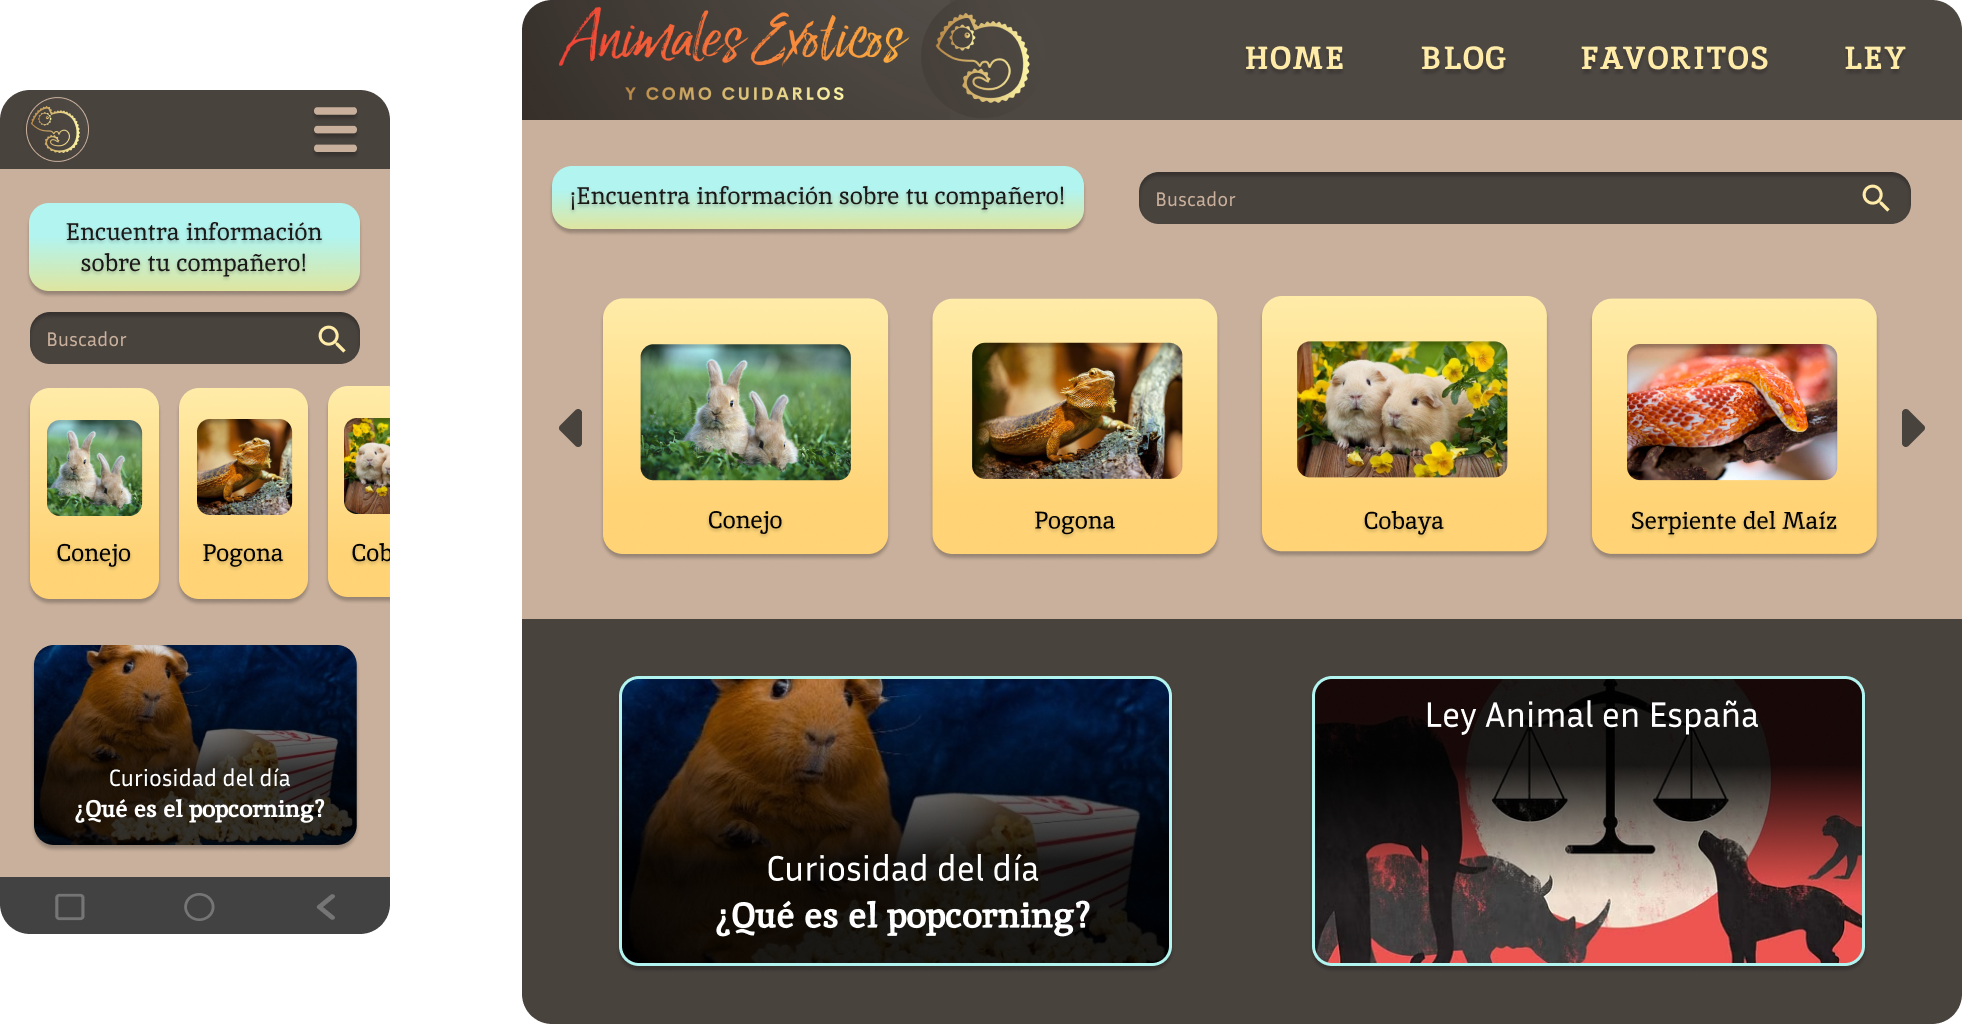 Encuentra información
sobre tu compañero!
Buscador
Conejo
Pogona
Cob
Curiosidad del día
¿Qué es el popcorning?
Animales Exóticos
Y COMO CUIDARLOS
HOME
BLOG
FAVORITOS
LEY
¡Encuentra información sobre tu compañero!
Buscador
Conejo
Pogona
Cobaya
Serpiente del Maíz
Curiosidad del día
¿Qué es el popcorning?
Ley Animal en España